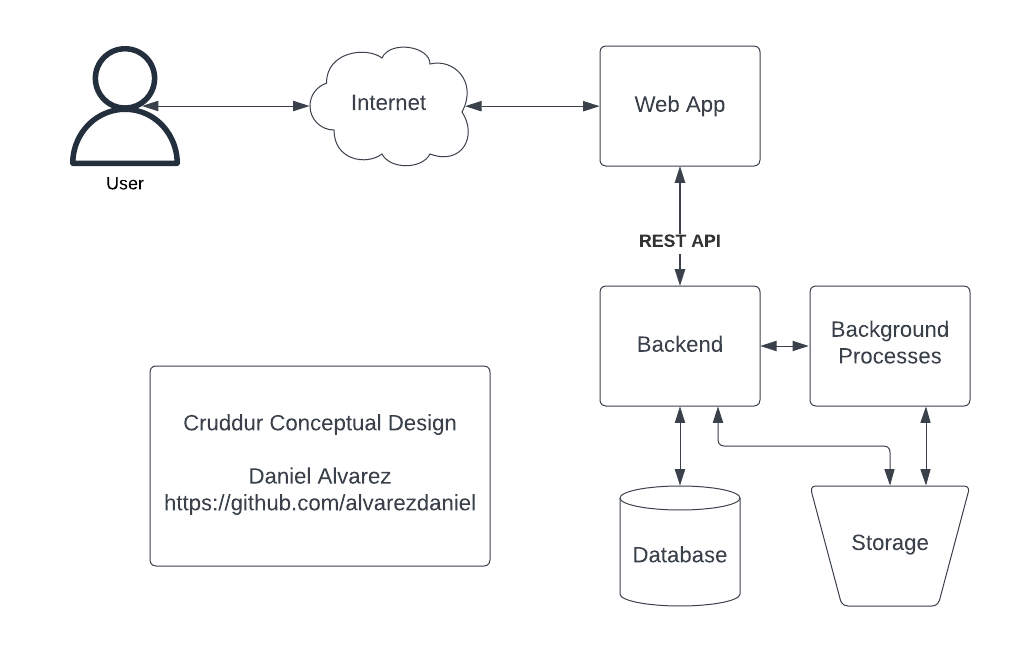 Internet
Web App
User
REST API
Backend
Background
Processes
Cruddur Conceptual Design
Daniel Alvarez
https://github.com/alvarezdaniel
Database
Storage